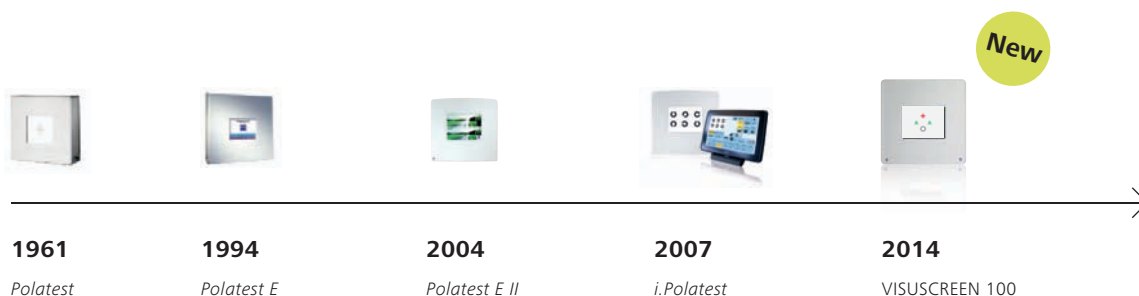 New
1961 1994 2004 2007 2014
Polatest Polatest E Polatest E II i.Polatest VISUSCREEN 100